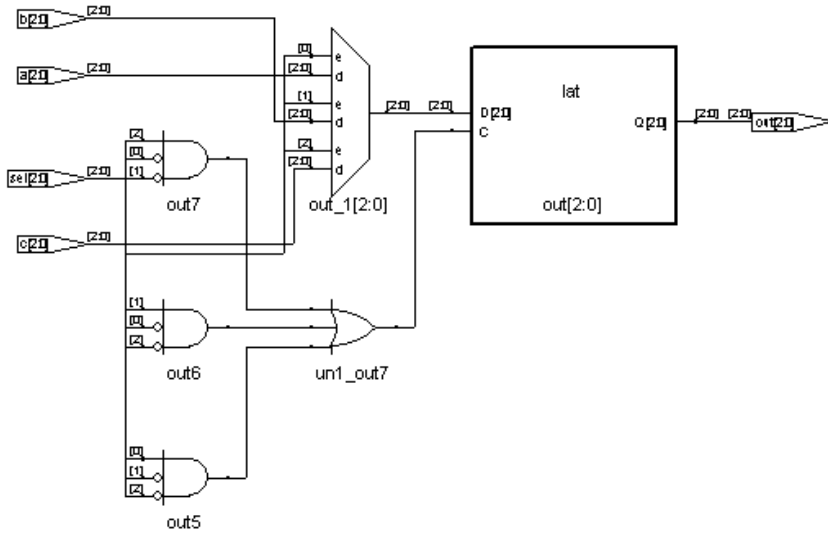 b[2:0] [2:0]
[0] e
a[2:0] [2:0] [2:0] d
[1] e [2:0] [2:0] D[2:0] lat
[2:0] d Q[2:0] [2:0] [2:0] out[2:0]
[2] C
[2] e
[0]
sel[2:0] [2:0] [1] [2:0] d
out7 out_1[2:0] out[2:0]
c[2:0] [2:0]
[1]
[0]
[2]
out6 un1_out7
[0]
[1]
[2]
out5